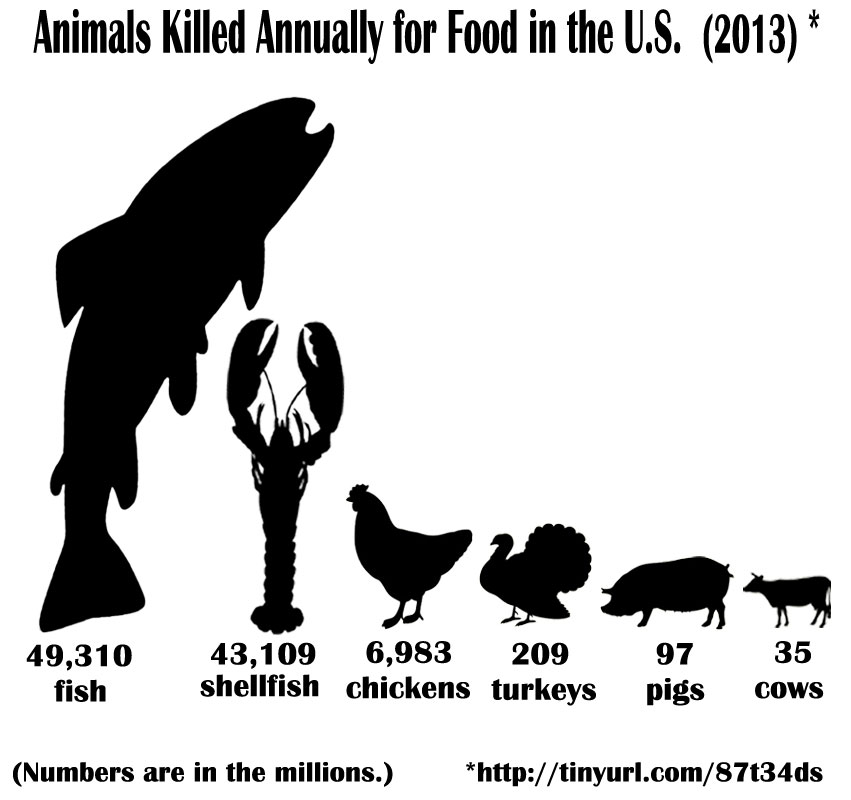 Animals Killed Annually for Food in the U.S. (2013) *
49,310 43,109 6,983 209 97 35
fish shellfish chickens turkeys pigs cows
(Numbers are in the millions.) *http://tinyurl.com/87t34ds